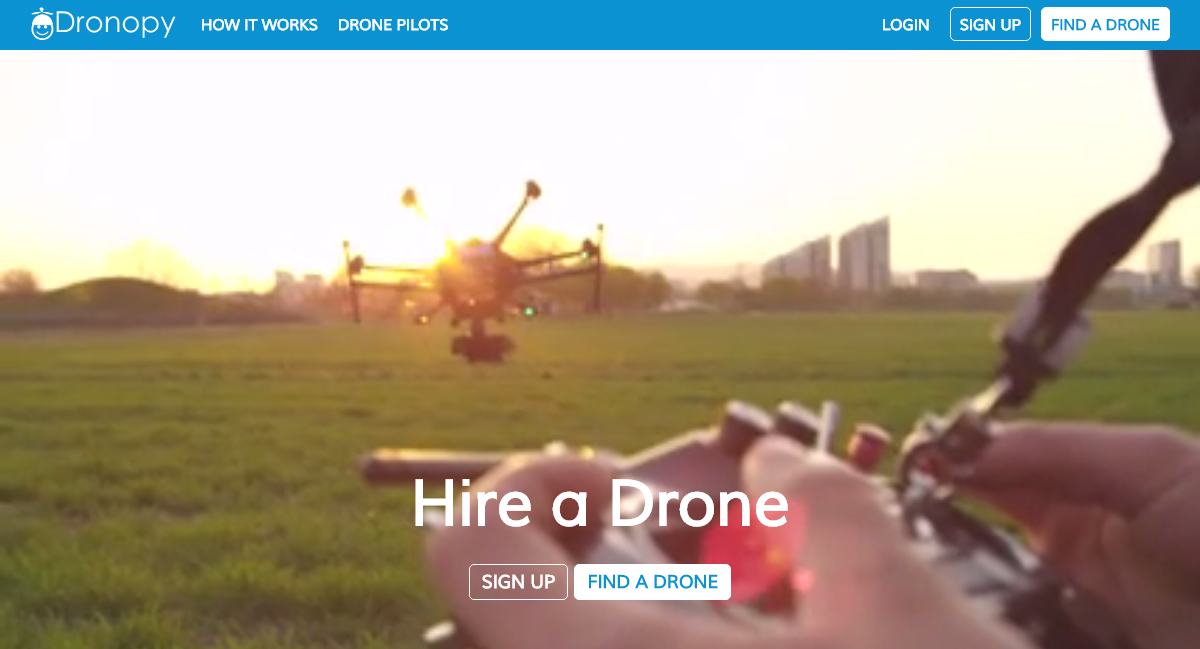 Dronopy HOW IT WORKS DRONE PILOTS LOGIN SIGN UP FIND A DRONE
Hire a Drone
SIGN UP FIND A DRONE